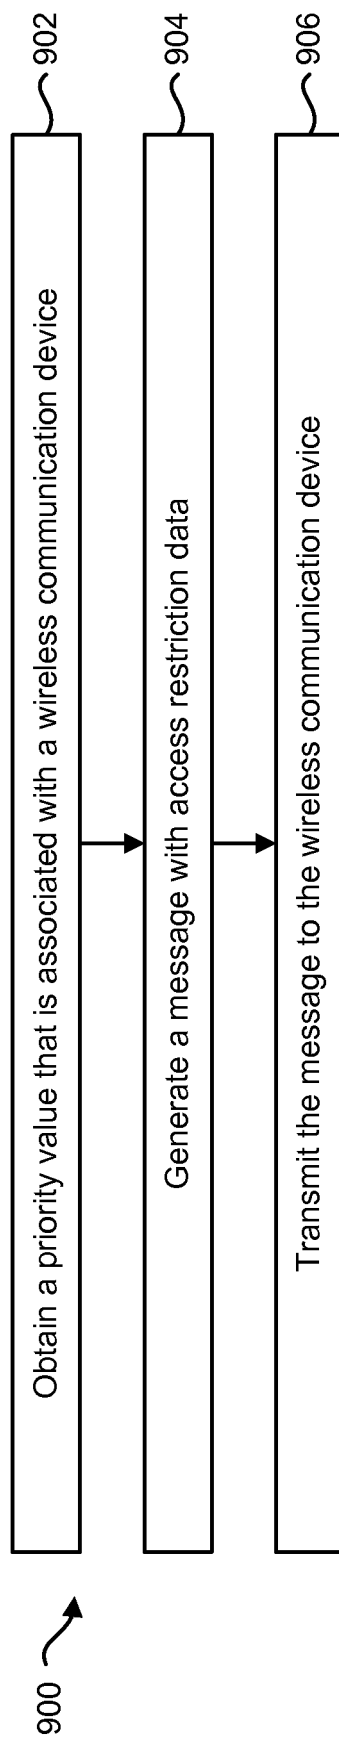 900
Obtain a priority value that is associated with a wireless communication device
902
Generate a message with access restriction data
904
Transmit the message to the wireless communication device
906